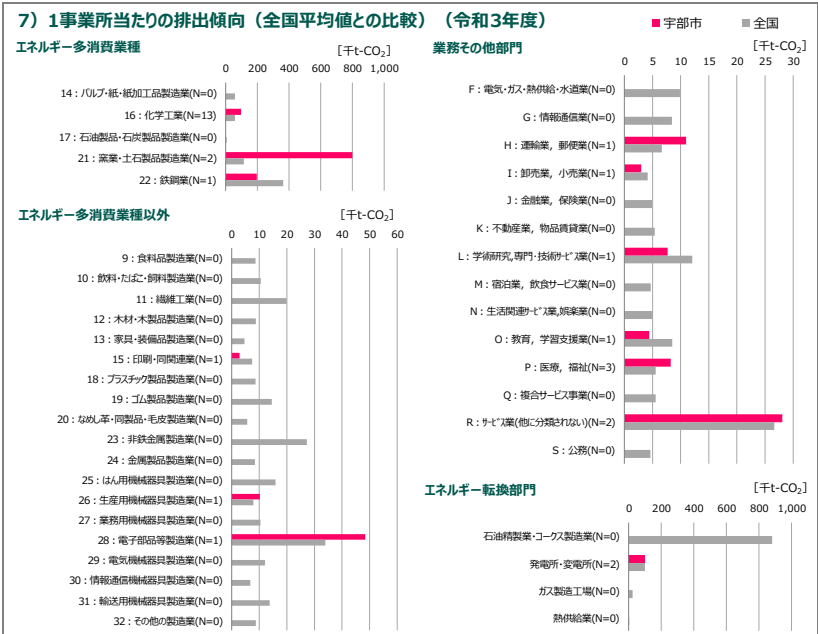 7）1事業所当たりの排出傾向（全国平均値との比較）（令和3年度）
宇部市 全国
エネルギー多消費業種
[千t-CO₂]
0 200 400 600 800 1,000
14：パルプ・紙・紙加工品製造業(N=0)
16：化学工業(N=13)
17：石油製品・石炭製品製造業(N=0)
21：窯業・土石製品製造業(N=2)
22：鉄鋼業(N=1)
エネルギー多消費業種以外
[千t-CO₂]
0 10 20 30 40 50 60
9：食料品製造業(N=0)
10：飲料・たばこ・飼料製造業(N=0)
11：繊維工業(N=0)
12：木材・木製品製造業(N=0)
13：家具・装備品製造業(N=0)
15：印刷・同関連業(N=1)
18：プラスチック製品製造業(N=0)
19：ゴム製品製造業(N=0)
20：なめし革・同製品・毛皮製造業(N=0)
23：非鉄金属製造業(N=0)
24：金属製品製造業(N=0)
25：はん用機械器具製造業(N=0)
26：生産用機械器具製造業(N=1)
27：業務用機械器具製造業(N=0)
28：電子部品等製造業(N=1)
29：電気機械器具製造業(N=0)
30：情報通信機械器具製造業(N=0)
31：輸送用機械器具製造業(N=0)
32：その他の製造業(N=0)
業務その他部門
[千t-CO₂]
0 5 10 15 20 25 30
F：電気・ガス・熱供給・水道業(N=0)
G：情報通信業(N=0)
H：運輸業，郵便業(N=1)
I：卸売業，小売業(N=1)
J：金融業，保険業(N=0)
K：不動産業，物品賃貸業(N=0)
L：学術研究,専門・技術サービス業(N=1)
M：宿泊業，飲食サービス業(N=0)
N：生活関連サービス業,娯楽業(N=0)
O：教育，学習支援業(N=1)
P：医療，福祉(N=3)
Q：複合サービス事業(N=0)
R：サービス業(他に分類されない)(N=2)
S：公務(N=0)
エネルギー転換部門
[千t-CO₂]
0 200 400 600 800 1,000
石油精製業・コークス製造業(N=0)
発電所・変電所(N=2)
ガス製造工場(N=0)
熱供給業(N=0)